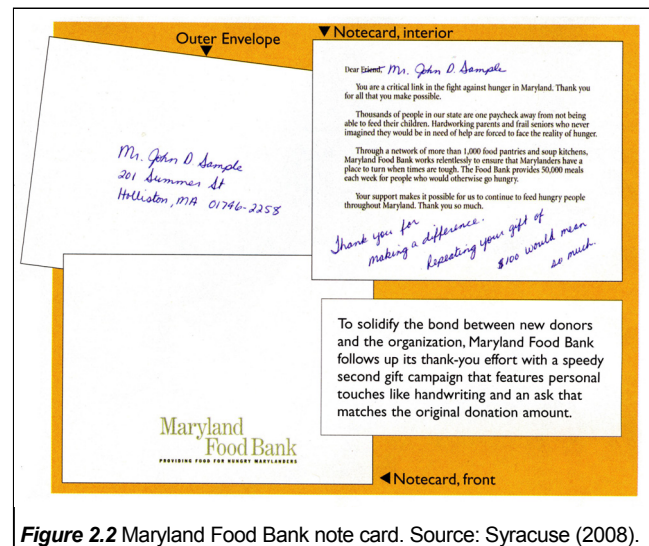 Outer Envelope
Notecard, interior
Mr. John D. Sample
201 Summer St
Holliston, MA 01746-2258
Dear Friend, Mr. John D. Sample
You are a critical link in the fight against hunger in Maryland. Thank you
for all that you make possible.
Thousands of people in our state are one paycheck away from not being
able to feed their children. Hardworking parents and frail seniors who never
imagined they would be in need of help are forced to face the reality of hunger.
Through a network of more than 1,000 food pantries and soup kitchens,
Maryland Food Bank works relentlessly to ensure that Marylanders have a
place to turn when times are tough. The Food Bank provides 50,000 meals
each week for people who would otherwise go hungry.
Your support makes it possible for us to continue to feed hungry people
throughout Maryland. Thank you so much.
Thank you for
making a difference.
Repeating your gift of
$100 would mean
so much.
Maryland
Food Bank
PROVIDING FOOD FOR HUNGRY MARYLANDERS
To solidify the bond between new donors
and the organization, Maryland Food Bank
follows up its thank-you effort with a speedy
second gift campaign that features personal
touches like handwriting and an ask that
matches the original donation amount.
Notecard, front
Figure 2.2 Maryland Food Bank note card. Source: Syracuse (2008).